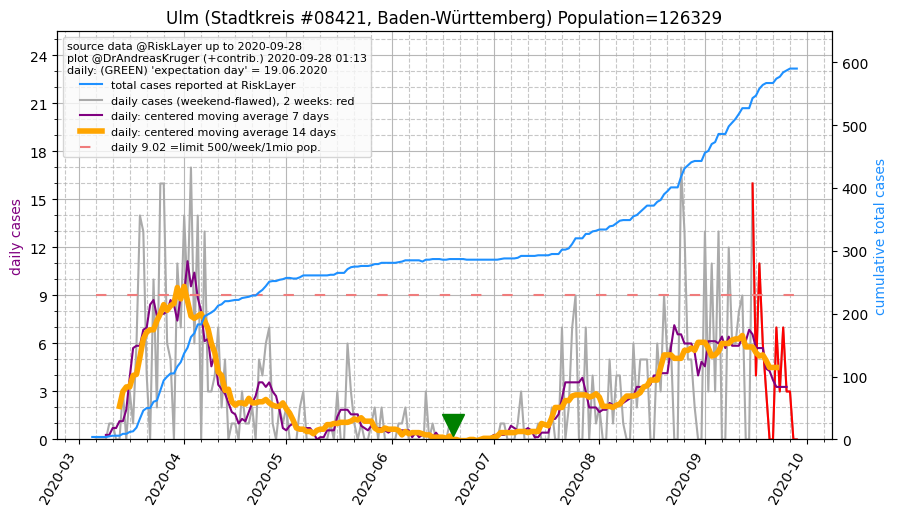 Ulm (Stadtkreis #08421, Baden-Württemberg) Population=126329
source data @RiskLayer up to 2020-09-28
plot @DrAndreasKruger (+contrib.) 2020-09-28 01:13
daily: (GREEN) 'expectation day' = 19.06.2020
total cases reported at RiskLayer
daily cases (weekend-flawed), 2 weeks: red
daily: centered moving average 7 days
daily: centered moving average 14 days
daily 9.02 =limit 500/week/1mio pop.
daily cases
24
21
18
15
12
9
6
3
0
600
500
400
300
200
100
0
cumulative total cases
2020-03
2020-04
2020-05
2020-06
2020-07
2020-08
2020-09
2020-10